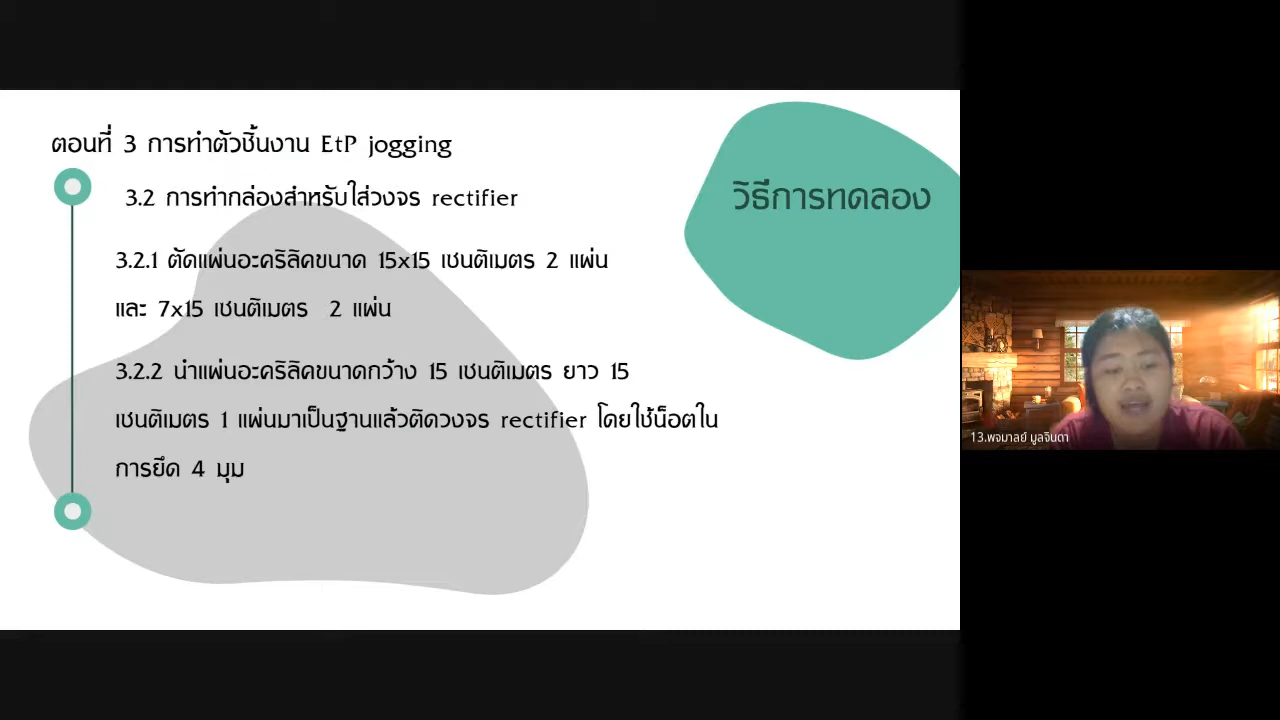 ตอนที่ 3 การทำตัวชิ้นงาน EtP jogging
วิธีการทดลอง
3.2 การทำกล่องสำหรับใส่วงจร rectifier
3.2.1 ตัดแผ่นอะคริลิคขนาด 15x15 เซนติเมตร 2 แผ่น
และ 7x15 เซนติเมตร 2 แผ่น
3.2.2 นำแผ่นอะคริลิคขนาดกว้าง 15 เซนติเมตร ยาว 15
เซนติเมตร 1 แผ่นมาเป็นฐานแล้วติดวงจร rectifier โดยใช้น็อตใน
การยึด 4 มุม
13.พจมาลย์ มูลจินดา